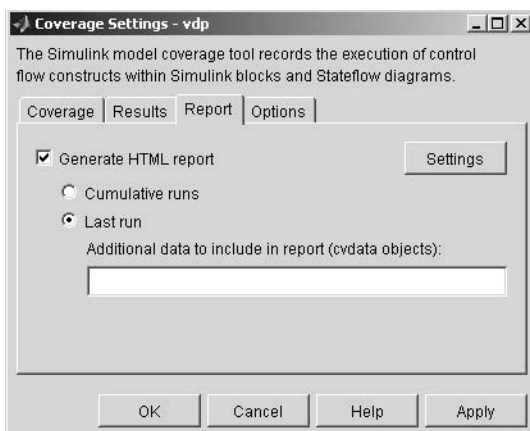 Coverage Settings - vdp
The Simulink model coverage tool records the execution of control
flow constructs within Simulink blocks and Stateflow diagrams.
Coverage Results Report Options
Generate HTML report Settings
Cumulative runs
Last run
Additional data to include in report (cvdata objects):
OK Cancel Help Apply